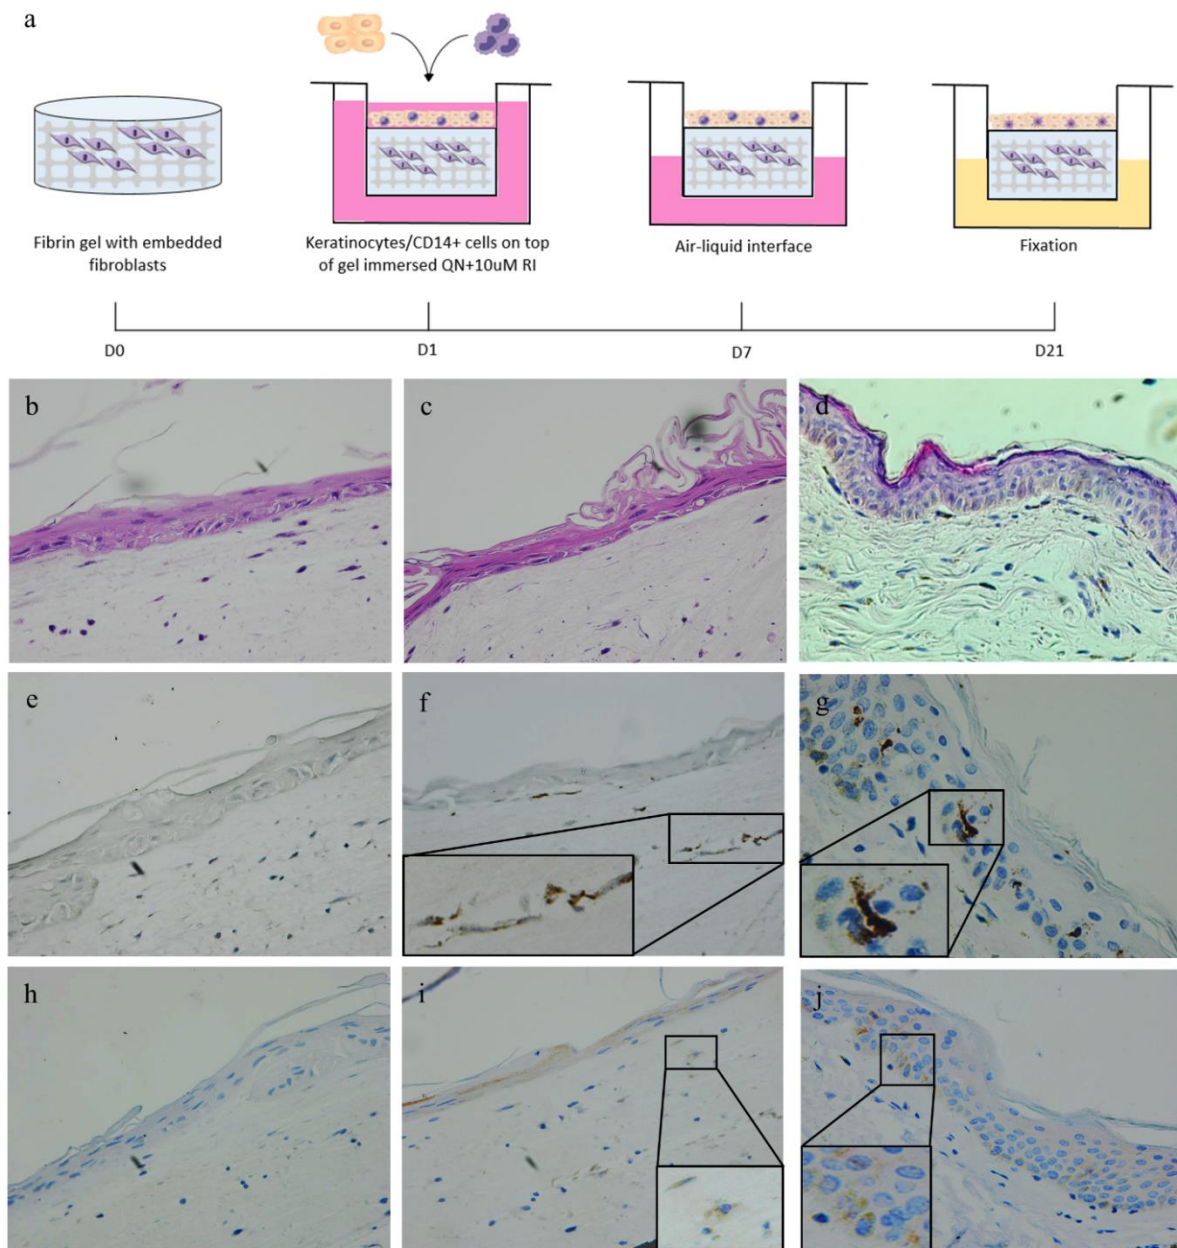 a
Fibrin gel with embedded
fibroblasts
Keratinocytes/CD14+ cells on top
of gel immersed QN+10uM RI
Air-liquid interface
Fixation
D0
D1
D7
D21
b
c
d
e
f
g
h
i
j